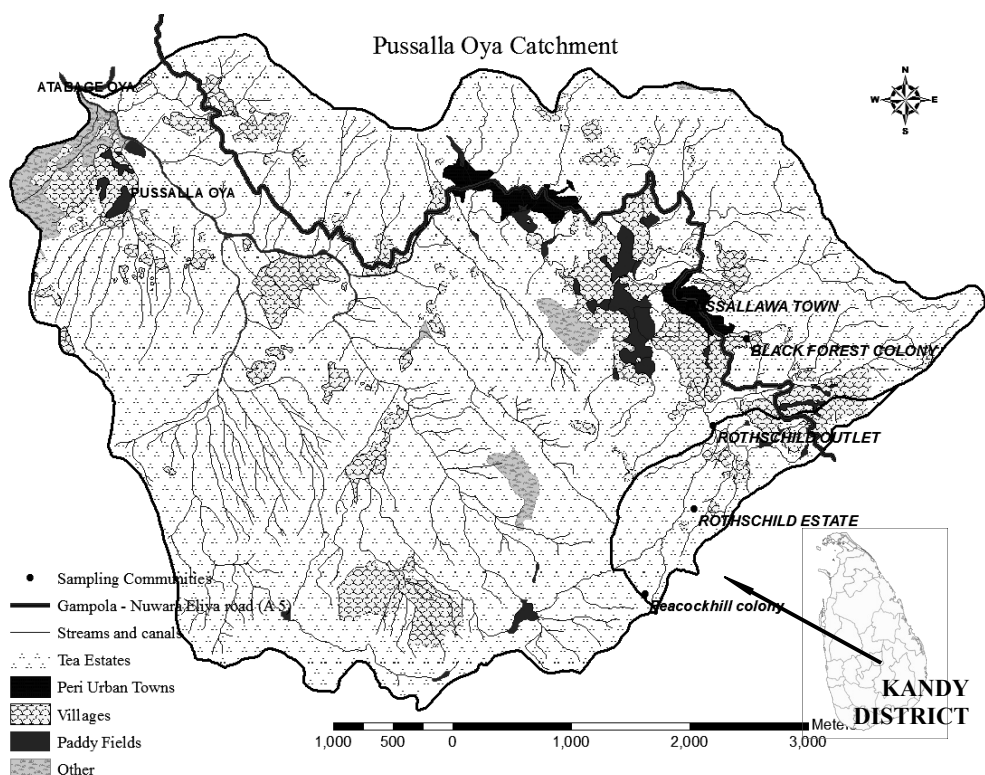 Pussalla Oya Catchment
N
W E
S
ATABAGE OYA
PUSSALLA OYA
SSALLAWA TOWN
BLACK FOREST COLONY
ROTHSCHILD OUTLET
ROTHSCHILD ESTATE
Peacockhill colony
Sampling Communities
Gampola - Nuwara Eliya road (A 5)
Streams and canals
Tea Estates
Peri Urban Towns
Villages
Paddy Fields
Other
KANDY
DISTRICT
Meters
1,000 500 0 1,000 2,000 3,000